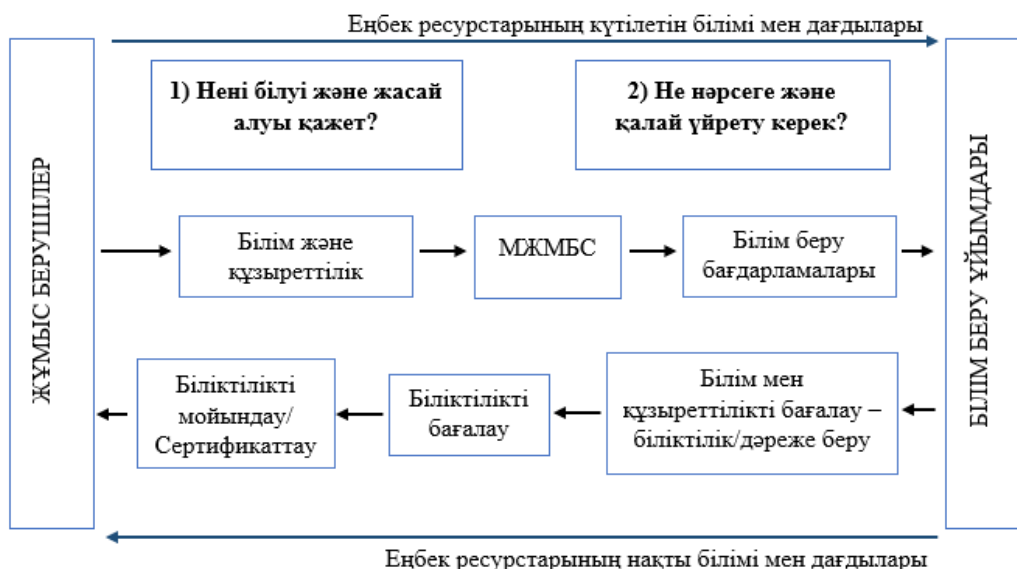 Еңбек ресурстарының күтілетін білімі мен дағдылары
ЖҰМЫС БЕРУШІЛЕР
1) Нені білуі және жасай
алуы қажет?
2) Не нәрсеге және
қалай үйрету керек?
Білім және
құзыреттілік
МЖМБС
Білім беру
бағдарламалары
БІЛІМ БЕРУ ҰЙЫМДАРЫ
Біліктілікті
мойындау/
Сертификаттау
Біліктілікті
бағалау
Білім мен
құзыреттілікті бағалау –
біліктілік/дәреже беру
Еңбек ресурстарының нақты білімі мен дағдылары